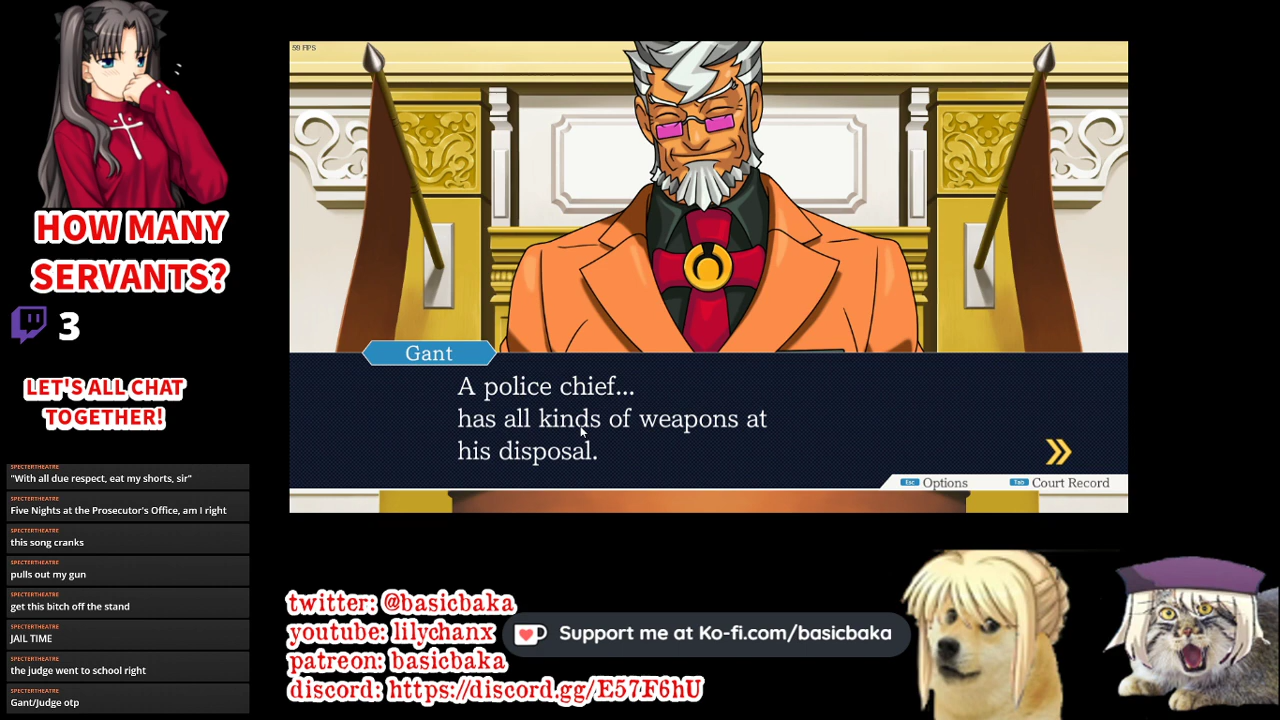 HOW MANY
SERVANTS?
3
LET'S ALL CHAT
TOGETHER!
SPECTERTHEATRE
"With all due respect, eat my shorts, sir"
SPECTERTHEATRE
Five Nights at the Prosecutor's Office, am I right
SPECTERTHEATRE
this song cranks
SPECTERTHEATRE
pulls out my gun
SPECTERTHEATRE
get this bitch off the stand
SPECTERTHEATRE
JAIL TIME
SPECTERTHEATRE
the judge went to school right
SPECTERTHEATRE
Gant/Judge otp
59 FPS
Gant
A police chief...
has all kinds of weapons at
his disposal.
Esc Options Tab Court Record
twitter: @basicbaka
youtube: lilychanx
patreon: basicbaka
discord: https://discord.gg/E57F6hU
Support me at Ko-fi.com/basicbaka